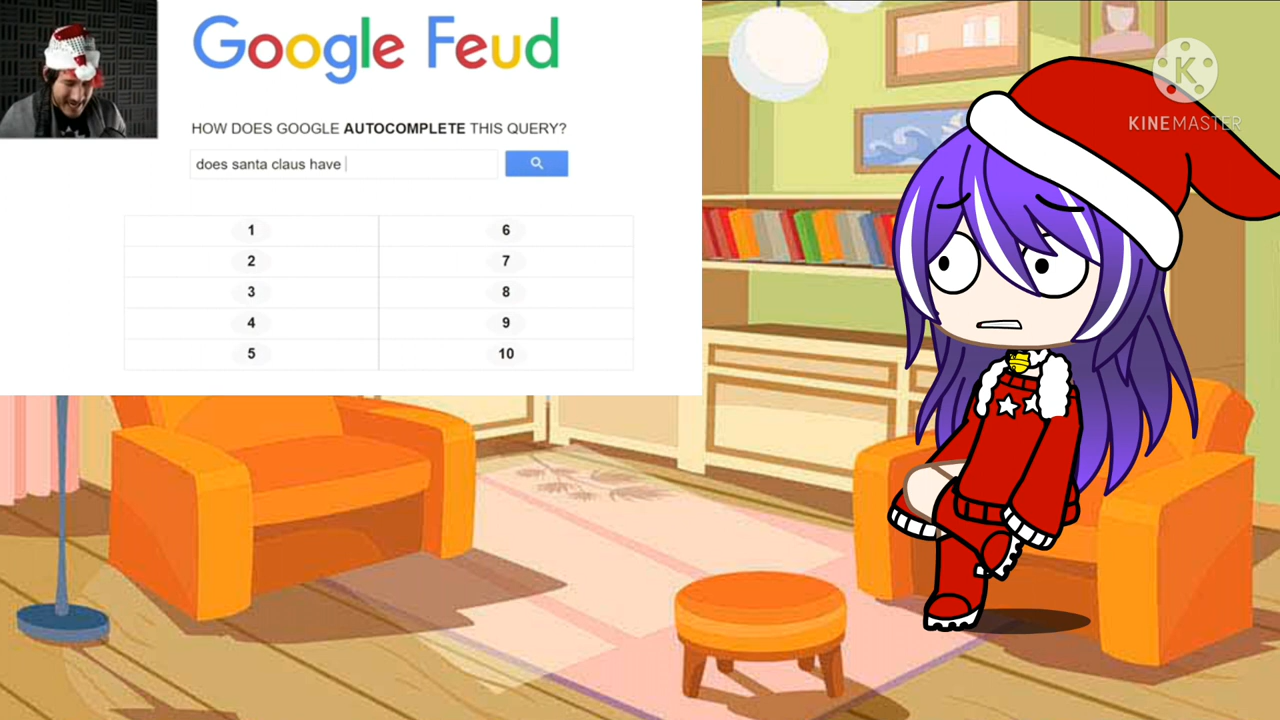 Google Feud
HOW DOES GOOGLE AUTOCOMPLETE THIS QUERY?
does santa claus have
1 6
2 7
3 8
4 9
5 10
K
KINEMASTER